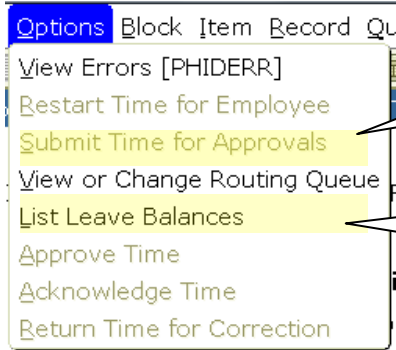 Options Block Item Record Qu
View Errors [PHIDERR]
Restart Time for Employee
Submit Time for Approvals
View or Change Routing Queue
List Leave Balances
Approve Time
Acknowledge Time
Return Time for Correction